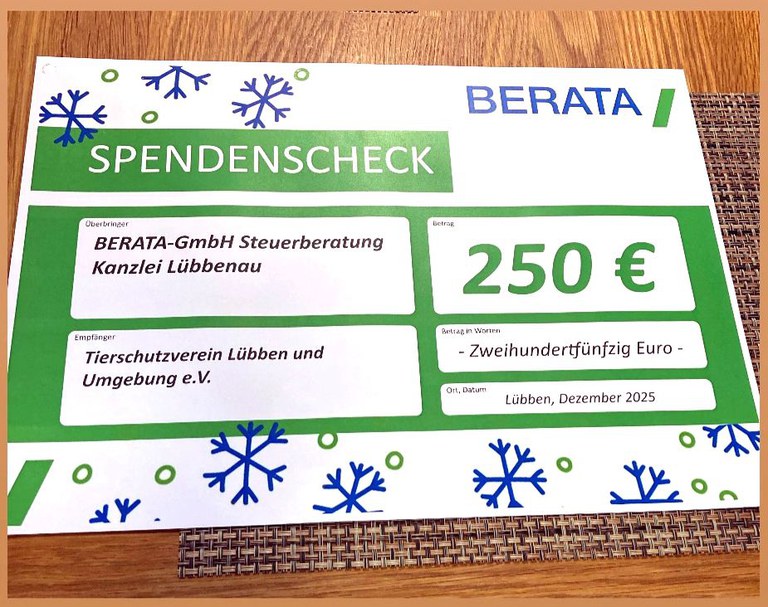 BERATA
SPENDENSCHECK
Überbringer
BERATA-GmbH Steuerberatung
Kanzlei Lübbenau
Betrag
250 €
Empfänger
Tierschutzverein Lübben und
Umgebung e.V.
Betrag in Worten
- Zweihundertfünfzig Euro -
Ort, Datum
Lübben, Dezember 2025